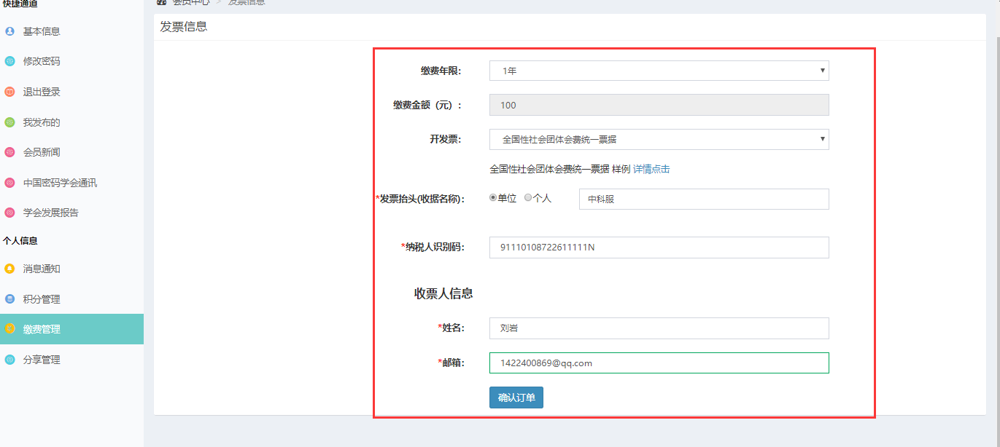 快捷通道
基本信息
修改密码
退出登录
我发布的
会员新闻
中国密码学会通讯
学会发展报告
个人信息
消息通知
积分管理
缴费管理
分享管理
会员中心 > 发票信息
发票信息
缴费年限： 1年
缴费金额（元）： 100
开发票： 全国性社会团体会费统一票据
全国性社会团体会费统一票据 样例 详情点击
*发票抬头(收据名称)： 单位 个人 中科服
*纳税人识别码： 91110108722611111N
收票人信息
*姓名： 刘岩
*邮箱： 1422400869@qq.com
确认订单